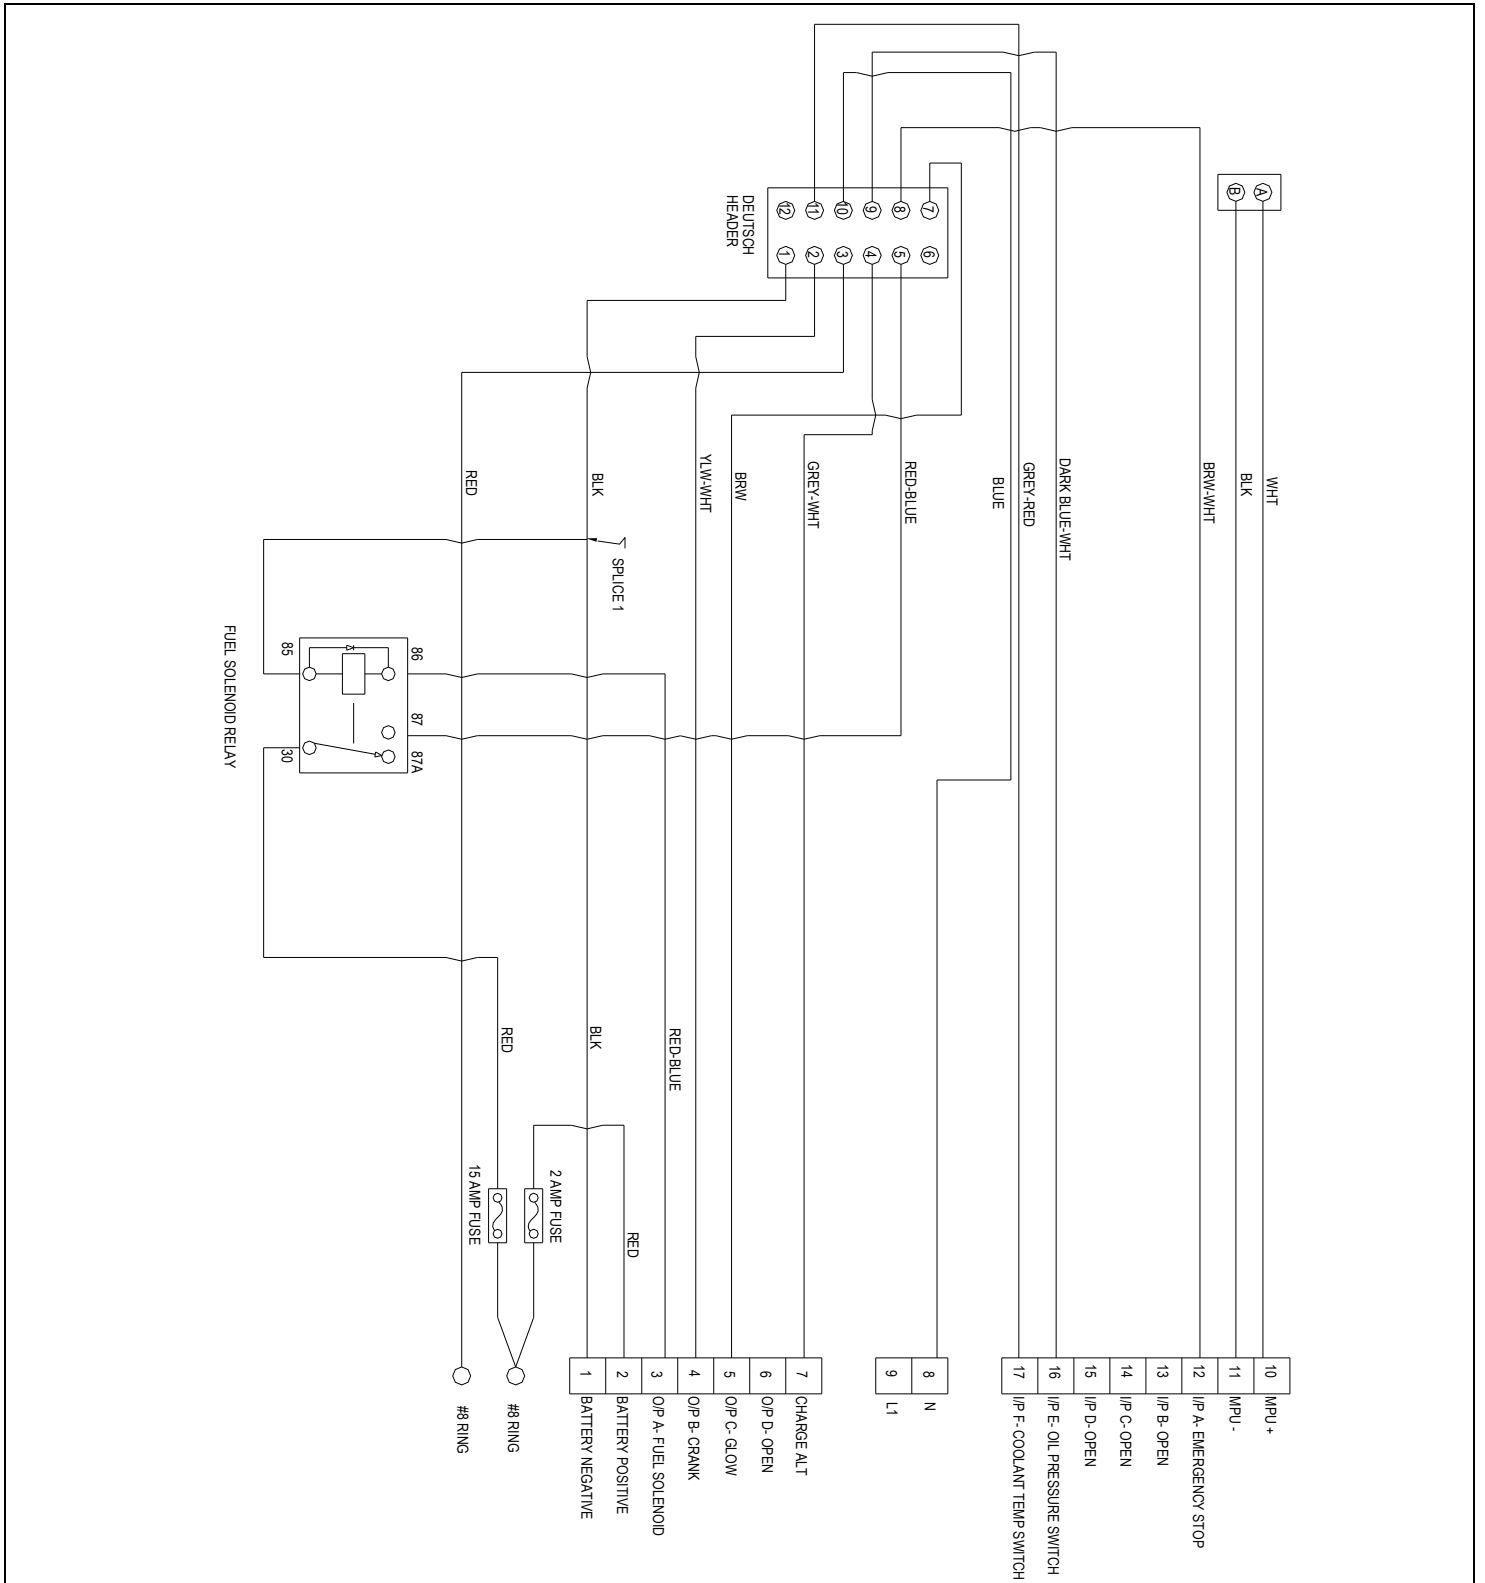 A
B
7
8
9
10
11
12
6
5
4
3
2
1
DEUTSCH
HEADER
WHT
BLK
BRW-WHT
DARK BLUE-WHT
GREY-RED
BLUE
RED-BLUE
GREY-WHT
BRW
YLW-WHT
BLK
RED
SPLICE 1
86
87
87A
85
30
FUEL SOLENOID RELAY
RED-BLUE
BLK
RED
RED
2 AMP FUSE
15 AMP FUSE
10 MPU +
11 MPU -
12 I/P A- EMERGENCY STOP
13 I/P B- OPEN
14 I/P C- OPEN
15 I/P D- OPEN
16 I/P E- OIL PRESSURE SWITCH
17 I/P F- COOLANT TEMP SWITCH
8 N
9 L1
7 CHARGE ALT
6 O/P D- OPEN
5 O/P C- GLOW
4 O/P B- CRANK
3 O/P A- FUEL SOLENOID
2 BATTERY POSITIVE
1 BATTERY NEGATIVE
#8 RING
#8 RING